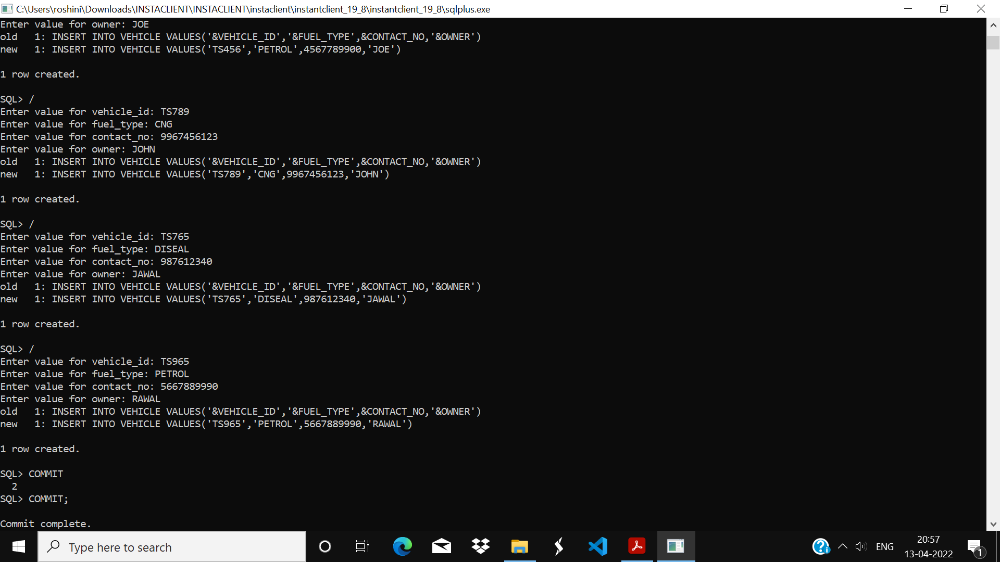 C:\Users\roshini\Downloads\INSTACLIENT\INSTACLIENT\instaclient\instantclient_19_8\instantclient_19_8\sqlplus.exe
Enter value for owner: JOE
old   1: INSERT INTO VEHICLE VALUES('&VEHICLE_ID','&FUEL_TYPE',&CONTACT_NO,'&OWNER')
new   1: INSERT INTO VEHICLE VALUES('TS456','PETROL',4567789900,'JOE')
1 row created.
SQL> /
Enter value for vehicle_id: TS789
Enter value for fuel_type: CNG
Enter value for contact_no: 9967456123
Enter value for owner: JOHN
old   1: INSERT INTO VEHICLE VALUES('&VEHICLE_ID','&FUEL_TYPE',&CONTACT_NO,'&OWNER')
new   1: INSERT INTO VEHICLE VALUES('TS789','CNG',9967456123,'JOHN')
1 row created.
SQL> /
Enter value for vehicle_id: TS765
Enter value for fuel_type: DISEAL
Enter value for contact_no: 987612340
Enter value for owner: JAWAL
old   1: INSERT INTO VEHICLE VALUES('&VEHICLE_ID','&FUEL_TYPE',&CONTACT_NO,'&OWNER')
new   1: INSERT INTO VEHICLE VALUES('TS765','DISEAL',987612340,'JAWAL')
1 row created.
SQL> /
Enter value for vehicle_id: TS965
Enter value for fuel_type: PETROL
Enter value for contact_no: 5667889990
Enter value for owner: RAWAL
old   1: INSERT INTO VEHICLE VALUES('&VEHICLE_ID','&FUEL_TYPE',&CONTACT_NO,'&OWNER')
new   1: INSERT INTO VEHICLE VALUES('TS965','PETROL',5667889990,'RAWAL')
1 row created.
SQL> COMMIT
  2
SQL> COMMIT;
Commit complete.
Type here to search
ENG
20:57
13-04-2022
1